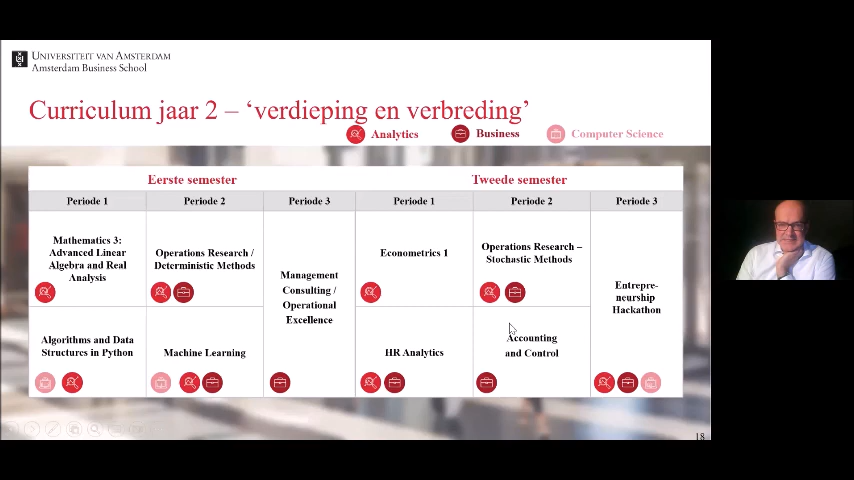 UNIVERSITEIT VAN AMSTERDAM
Amsterdam Business School
Curriculum jaar 2 – ‘verdieping en verbreding’
Analytics
Business
Computer Science
Eerste semester
Tweede semester
Periode 1
Periode 2
Periode 3
Periode 1
Periode 2
Periode 3
Mathematics 3:
Advanced Linear
Algebra and Real
Analysis
Operations Research /
Deterministic Methods
Management
Consulting /
Operational
Excellence
Econometrics 1
Operations Research –
Stochastic Methods
Entrepre-
neurship
Hackathon
Algorithms and Data
Structures in Python
Machine Learning
HR Analytics
Accounting
and Control
18